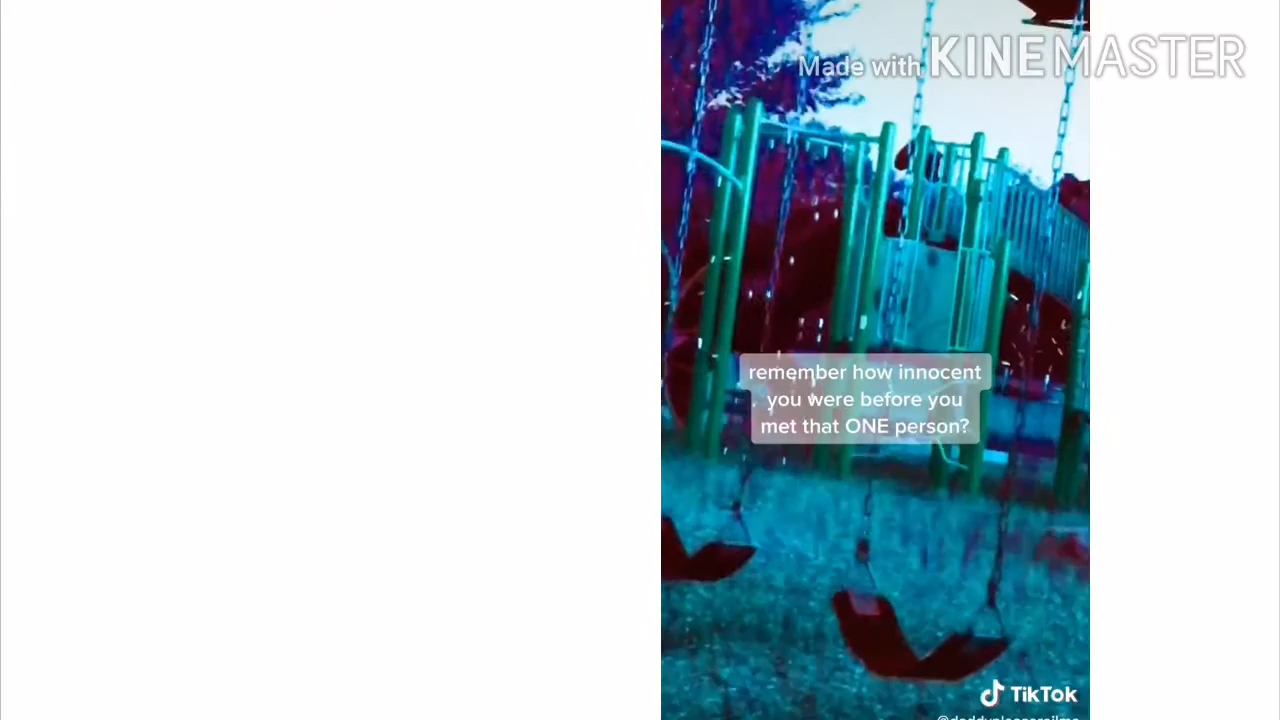 Made with KINEMASTER
remember how innocent
you were before you
met that ONE person?
TikTok